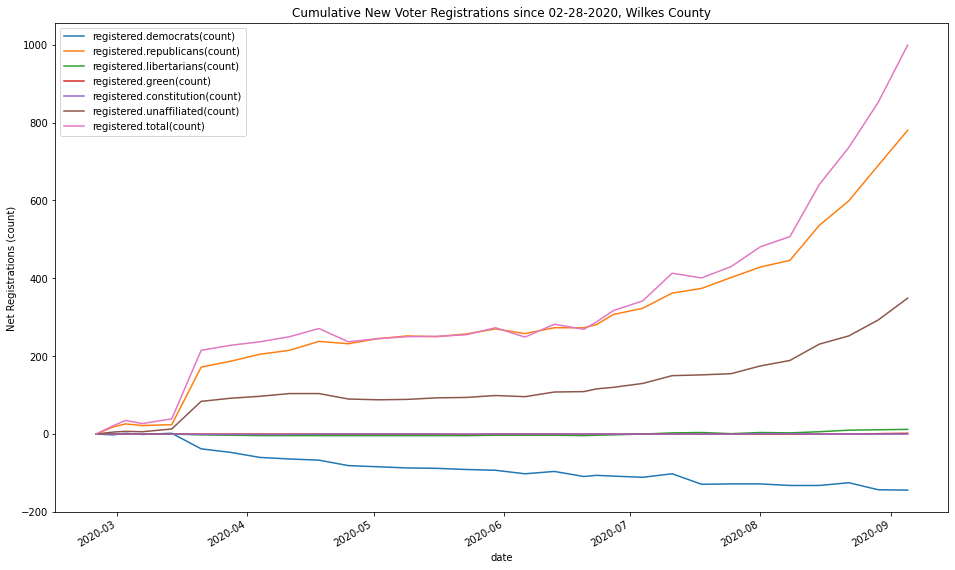 Cumulative New Voter Registrations since 02-28-2020, Wilkes County
registered.democrats(count)
registered.republicans(count)
registered.libertarians(count)
registered.green(count)
registered.constitution(count)
registered.unaffiliated(count)
registered.total(count)
Net Registrations (count)
1000
800
600
400
200
0
−200
2020-03
2020-04
2020-05
2020-06
2020-07
2020-08
2020-09
date